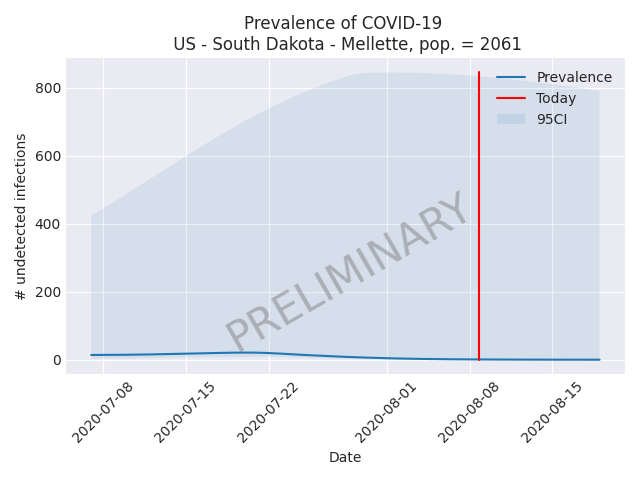 Prevalence of COVID-19
US - South Dakota - Mellette, pop. = 2061
Prevalence
Today
95CI
800
600
400
200
0
# undetected infections
PRELIMINARY
2020-07-08
2020-07-15
2020-07-22
2020-08-01
2020-08-08
2020-08-15
Date